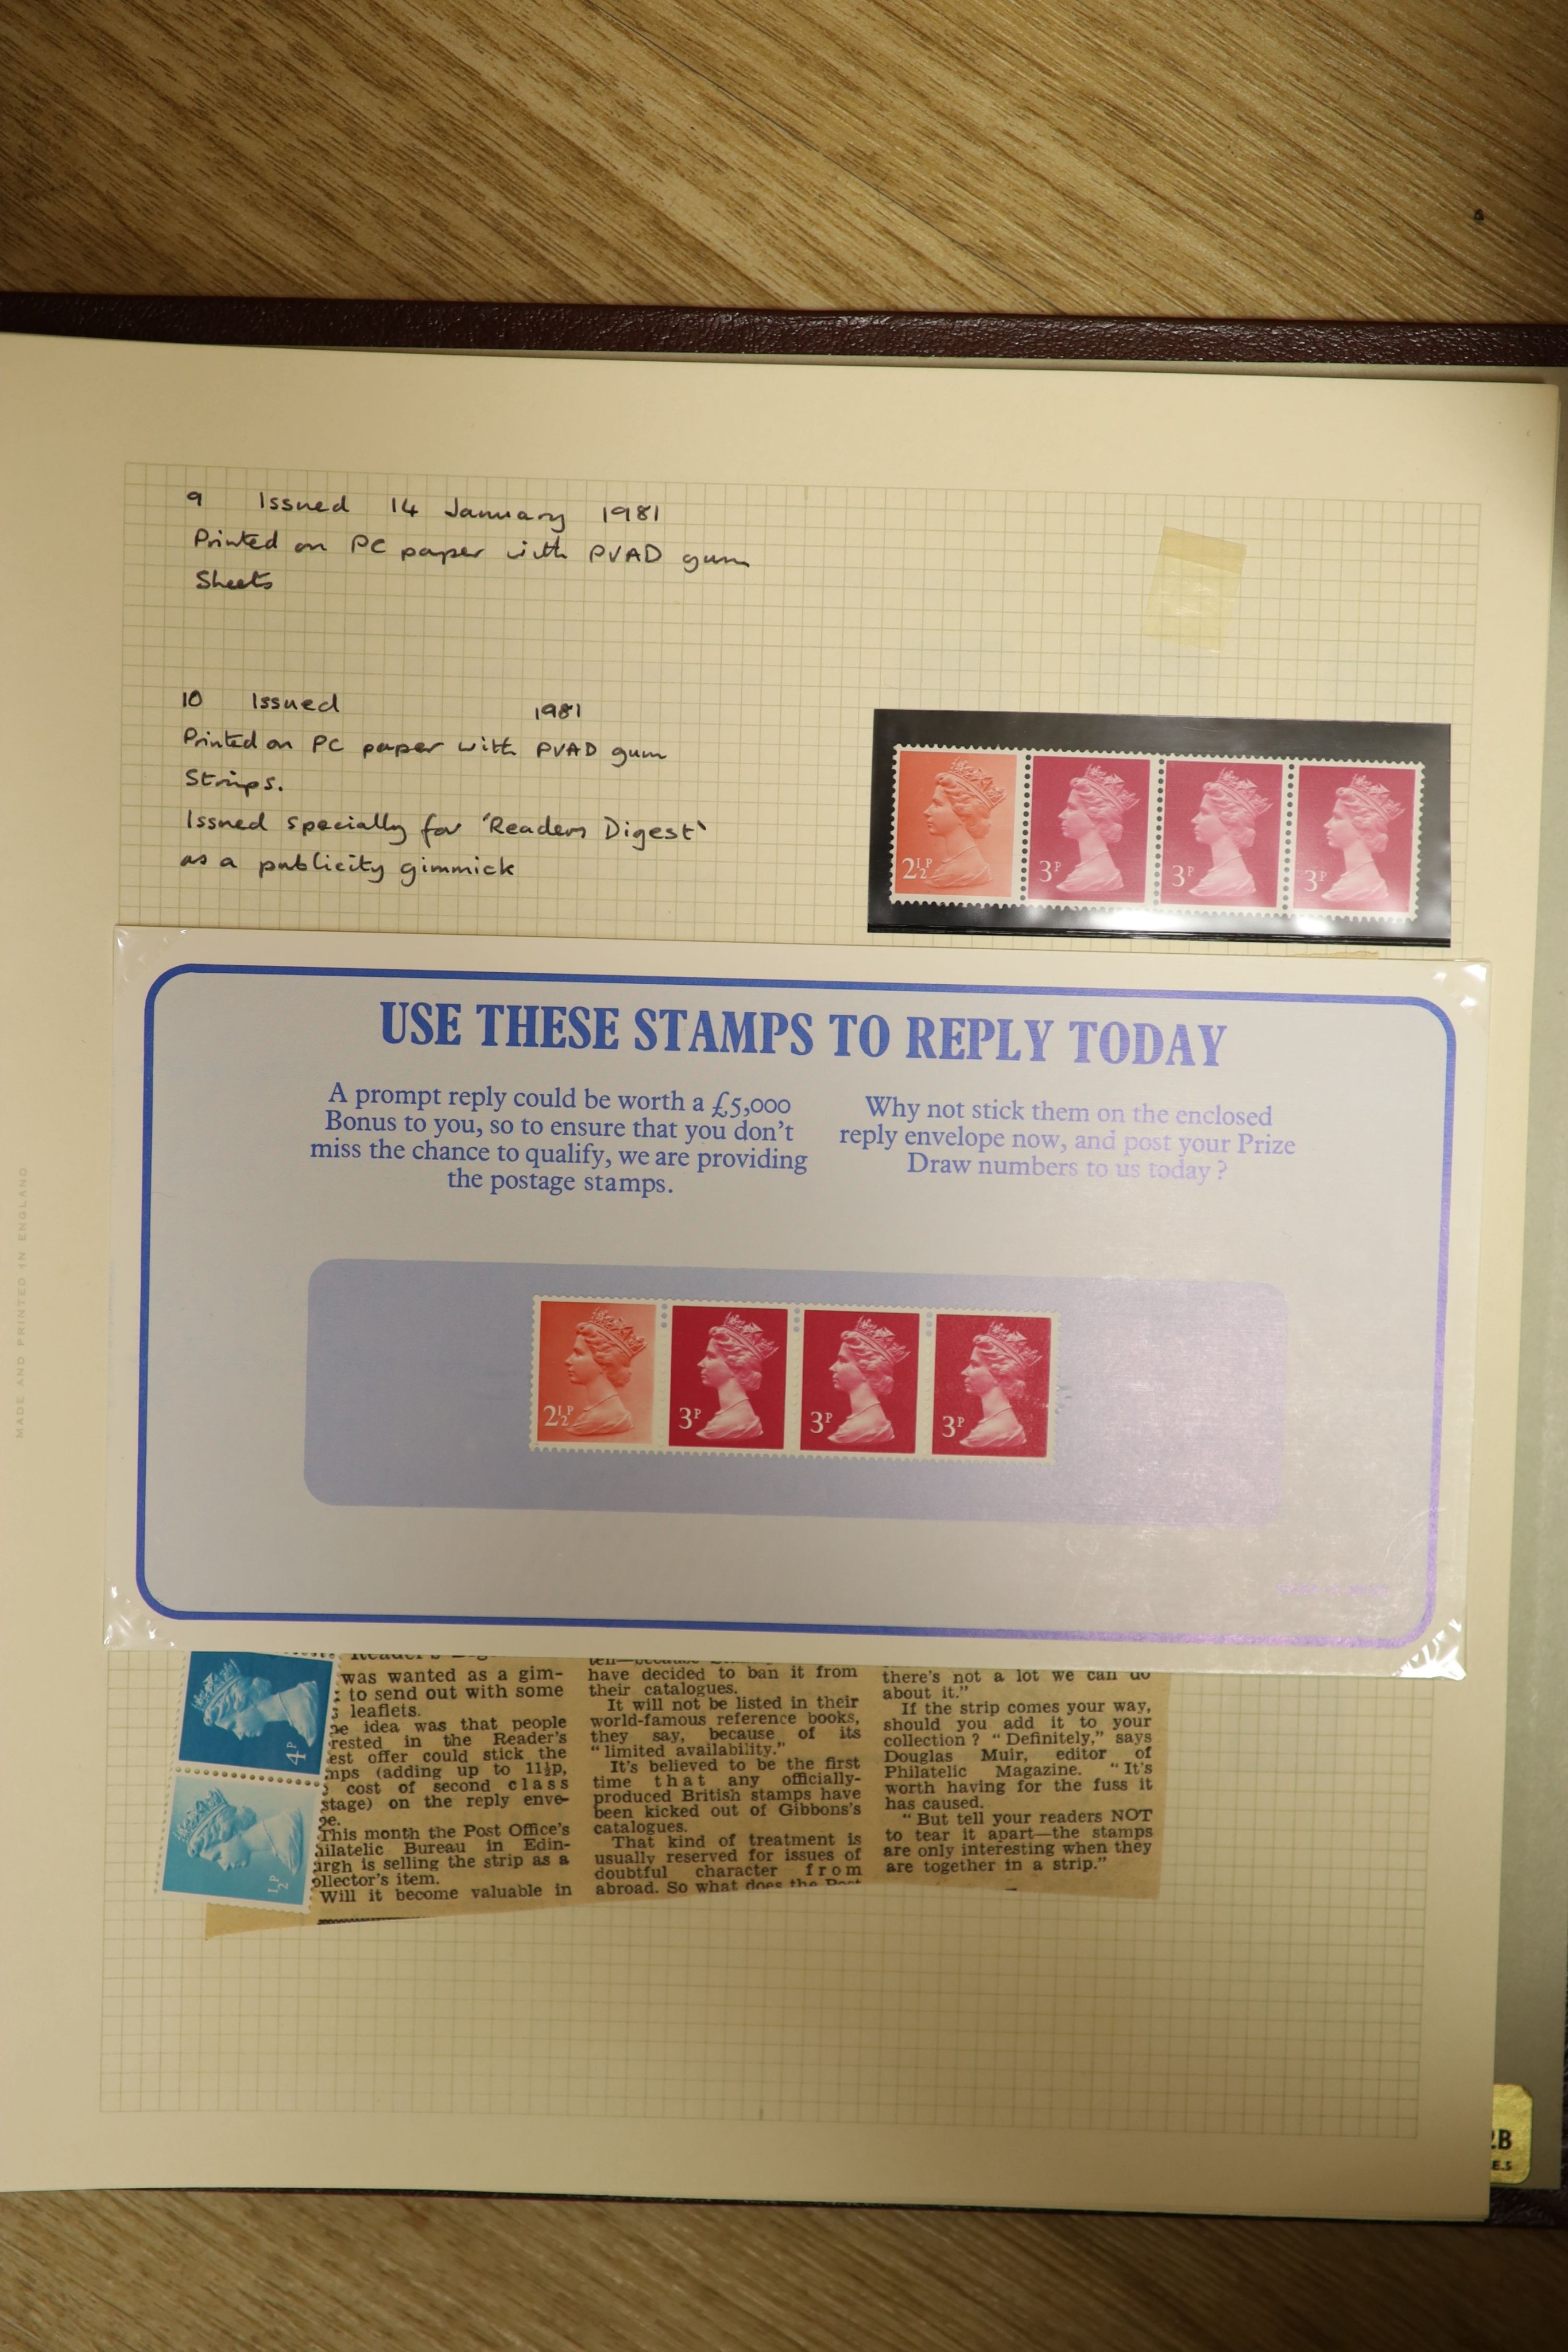 9 Issued 14 January 1981
Printed on PC paper with PVAD gum
Sheets
10 Issued 1981
Printed on PC paper with PVAD gum
Strips.
Issued specially for 'Readers Digest'
as a publicity gimmick
2½P
3P
3P
3P
USE THESE STAMPS TO REPLY TODAY
A prompt reply could be worth a £5,000
Bonus to you, so to ensure that you don't
miss the chance to qualify, we are providing
the postage stamps.
Why not stick them on the enclosed
reply envelope now, and post your Prize
Draw numbers to us today?
2½P
3P
3P
3P
MADE AND PRINTED IN ENGLAND
4P
½P
was wanted as a gim-
to send out with some
leaflets.
idea was that people
rested in the Reader's
est offer could stick the
mps (adding up to 11½p,
cost of second class
stage) on the reply enve-
pe.
This month the Post Office's
hilatelic Bureau in Edin-
urgh is selling the strip as a
ollector's item.
Will it become valuable in
have decided to ban it from
their catalogues.
It will not be listed in their
world-famous reference books,
they say, because of its
"limited availability."
It's believed to be the first
time that any officially-
produced British stamps have
been kicked out of Gibbons's
catalogues.
That kind of treatment is
usually reserved for issues of
doubtful character from
abroad. So what does the Post
there's not a lot we can do
about it."
If the strip comes your way,
should you add it to your
collection? "Definitely," says
Douglas Muir, editor of
Philatelic Magazine. "It's
worth having for the fuss it
has caused.
"But tell your readers NOT
to tear it apart—the stamps
are only interesting when they
are together in a strip."
2B
E.5